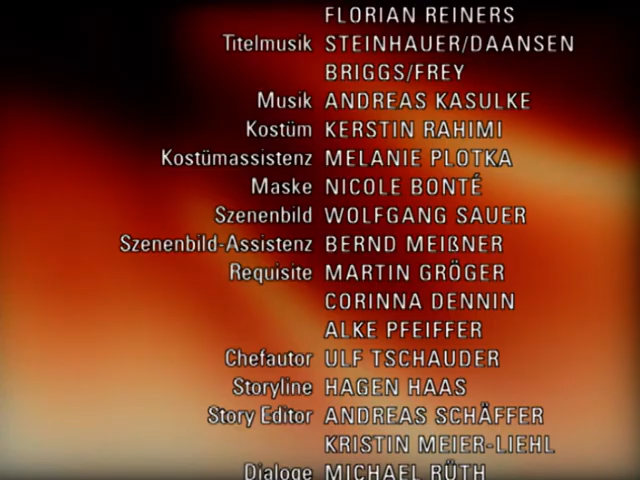 FLORIAN REINERS
Titelmusik STEINHAUER/DAANSEN
BRIGGS/FREY
Musik ANDREAS KASULKE
Kostüm KERSTIN RAHIMI
Kostümassistenz MELANIE PLOTKA
Maske NICOLE BONTÉ
Szenenbild WOLFGANG SAUER
Szenenbild-Assistenz BERND MEIßNER
Requisite MARTIN GRÖGER
CORINNA DENNIN
ALKE PFEIFFER
Chefautor ULF TSCHAUDER
Storyline HAGEN HAAS
Story Editor ANDREAS SCHÄFFER
KRISTIN MEIER-LIEHL
Dialoge MICHAEL RÜTH